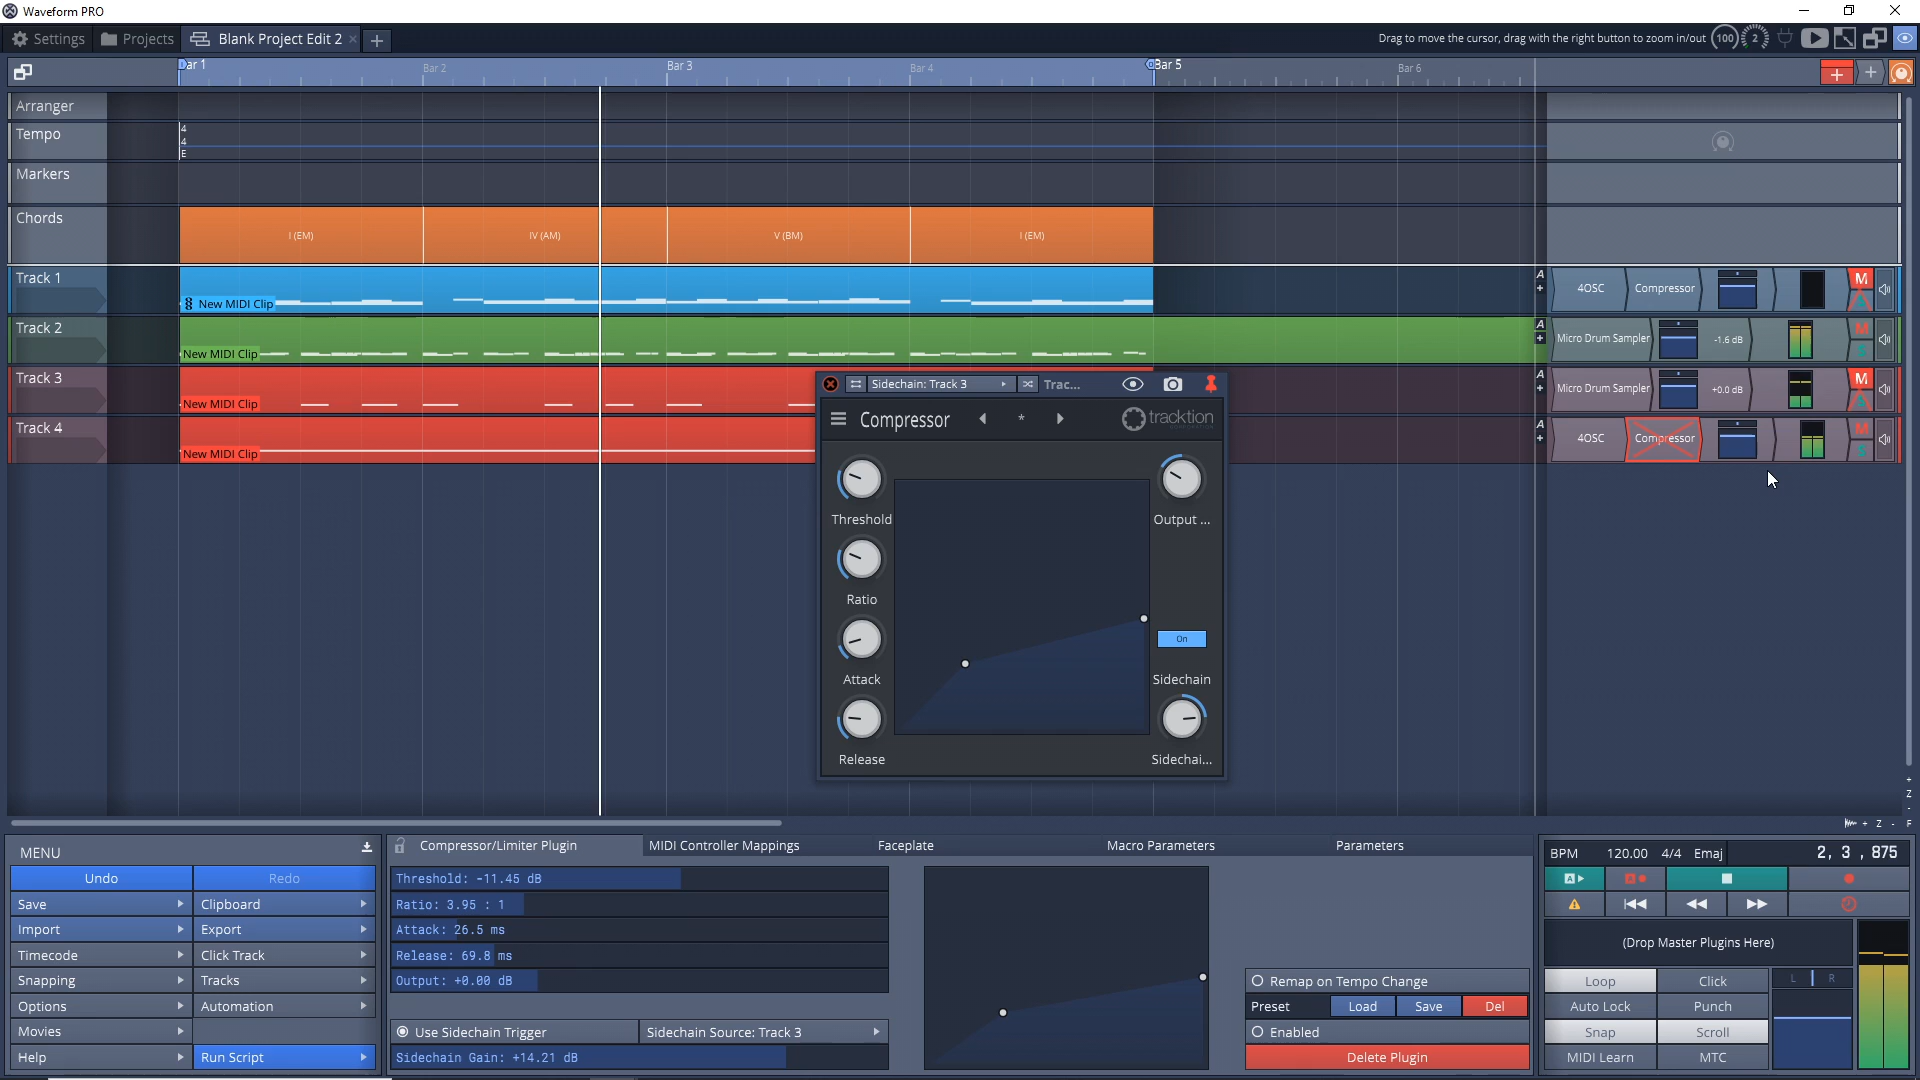 Waveform PRO
Settings
Projects
Blank Project Edit 2
Drag to move the cursor, drag with the right button to zoom in/out
100
2
Bar 1
Bar 2
Bar 3
Bar 4
Bar 5
Bar 6
Arranger
Tempo
4
4
E
Markers
Chords
I (EM)
IV (AM)
V (BM)
I (EM)
Track 1
New MIDI Clip
A
4OSC
Compressor
M
Track 2
New MIDI Clip
A
Micro Drum Sampler
-1.6 dB
M
S
Track 3
New MIDI Clip
A
Micro Drum Sampler
+0.0 dB
M
Track 4
New MIDI Clip
A
4OSC
Compressor
M
S
Sidechain: Track 3
Trac...
Compressor
*
tracktion
Threshold
Output ...
Ratio
On
Attack
Sidechain
Release
Sidechai...
+
Z
-
+ Z - F
MENU
Undo
Redo
Save
Clipboard
Import
Export
Timecode
Click Track
Snapping
Tracks
Options
Automation
Movies
Help
Run Script
Compressor/Limiter Plugin
MIDI Controller Mappings
Faceplate
Macro Parameters
Parameters
Threshold: -11.45 dB
Ratio: 3.95 : 1
Attack: 26.5 ms
Release: 69.8 ms
Output: +0.00 dB
Use Sidechain Trigger
Sidechain Source: Track 3
Sidechain Gain: +14.21 dB
Remap on Tempo Change
Preset
Load
Save
Del
Enabled
Delete Plugin
BPM 120.00 4/4 Emaj
2, 3, 875
A
A
(Drop Master Plugins Here)
Loop
Click
L
R
Auto Lock
Punch
Snap
Scroll
MIDI Learn
MTC